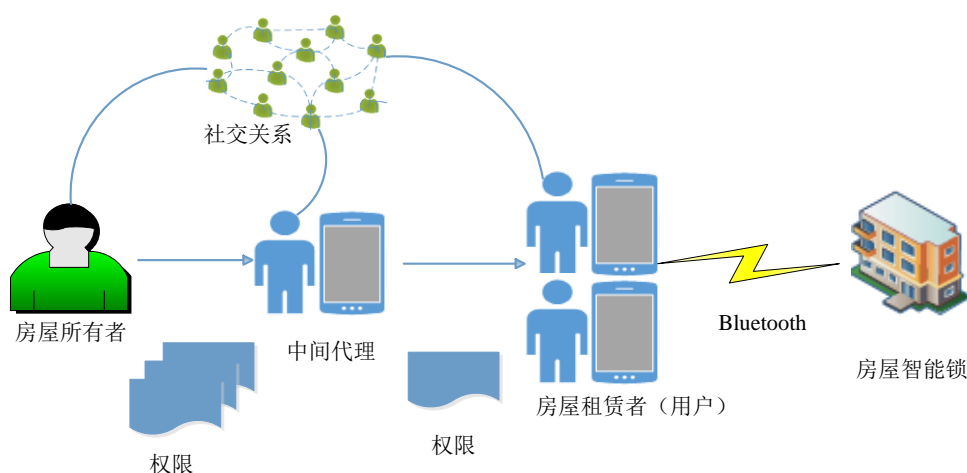 社交关系
房屋所有者
中间代理
Bluetooth
房屋智能锁
房屋租赁者（用户）
权限
权限